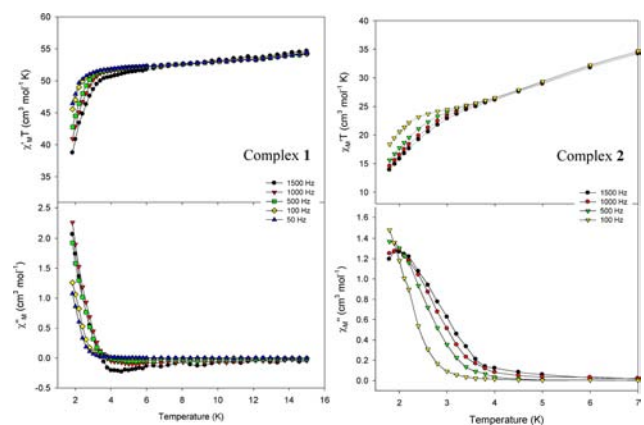 60
55
50
45
40
35
χ'MT (cm³ mol⁻¹ K)
Complex 1
1500 Hz
1000 Hz
500 Hz
100 Hz
50 Hz
2.5
2.0
1.5
1.0
0.5
0.0
-0.5
χ"M (cm³ mol⁻¹)
2 4 6 8 10 12 14 16
Temperature (K)
40
35
30
25
20
15
10
χM'T (cm³ mol⁻¹ K)
Complex 2
1500 Hz
1000 Hz
500 Hz
100 Hz
1.6
1.4
1.2
1.0
0.8
0.6
0.4
0.2
0.0
χM" (cm³ mol⁻¹)
2 3 4 5 6 7
Temperature (K)